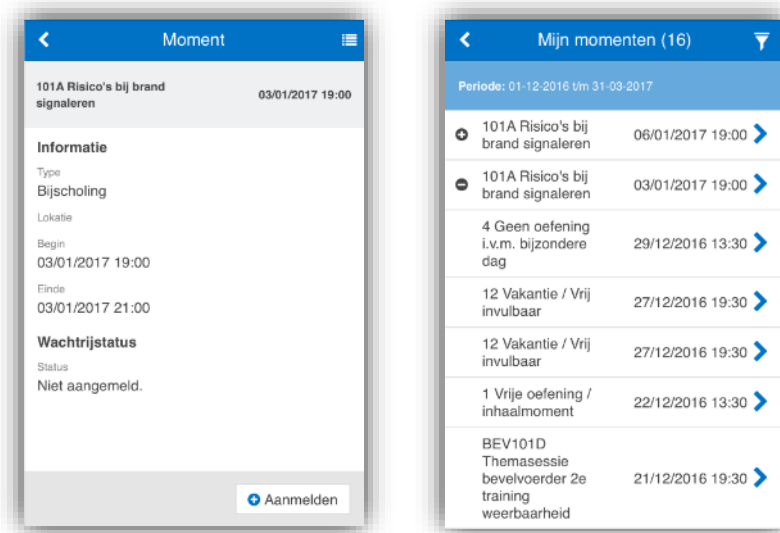 Moment
101A Risico's bij brand
signaleren
03/01/2017 19:00
Informatie
Type
Bijscholing
Lokatie
Begin
03/01/2017 19:00
Einde
03/01/2017 21:00
Wachtrijstatus
Status
Niet aangemeld.
Aanmelden
Mijn momenten (16)
Periode: 01-12-2016 t/m 31-03-2017
101A Risico's bij
brand signaleren
06/01/2017 19:00
101A Risico's bij
brand signaleren
03/01/2017 19:00
4 Geen oefening
i.v.m. bijzondere
dag
29/12/2016 13:30
12 Vakantie / Vrij
invulbaar
27/12/2016 19:30
12 Vakantie / Vrij
invulbaar
27/12/2016 19:30
1 Vrije oefening /
inhaalmoment
22/12/2016 13:30
BEV101D
Themasessie
bevelvoerder 2e
training
weerbaarheid
21/12/2016 19:30